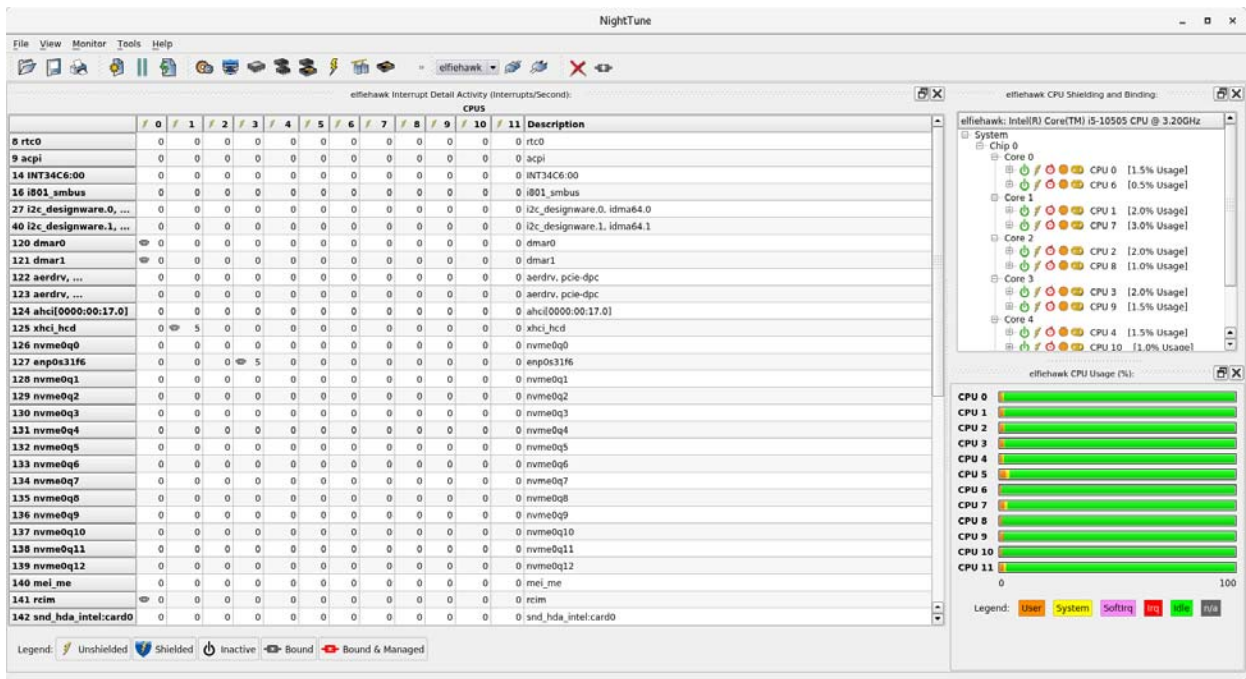 NightTune
File View Monitor Tools Help
elfiehawk
elfiehawk Interrupt Detail Activity (Interrupts/Second):
CPUS
0 1 2 3 4 5 6 7 8 9 10 11 Description
8 rtc0 0 0 0 0 0 0 0 0 0 0 0 0 rtc0
9 acpi 0 0 0 0 0 0 0 0 0 0 0 0 acpi
14 INT34C6:00 0 0 0 0 0 0 0 0 0 0 0 0 INT34C6:00
16 i801_smbus 0 0 0 0 0 0 0 0 0 0 0 0 i801_smbus
27 i2c_designware.0, ... 0 0 0 0 0 0 0 0 0 0 0 0 i2c_designware.0, idma64.0
40 i2c_designware.1, ... 0 0 0 0 0 0 0 0 0 0 0 0 i2c_designware.1, idma64.1
120 dmar0 0 0 0 0 0 0 0 0 0 0 0 0 dmar0
121 dmar1 0 0 0 0 0 0 0 0 0 0 0 0 dmar1
122 aerdrv, ... 0 0 0 0 0 0 0 0 0 0 0 0 aerdrv, pcie-dpc
123 aerdrv, ... 0 0 0 0 0 0 0 0 0 0 0 0 aerdrv, pcie-dpc
124 ahci[0000:00:17.0] 0 0 0 0 0 0 0 0 0 0 0 0 ahci[0000:00:17.0]
125 xhci_hcd 0 5 0 0 0 0 0 0 0 0 0 0 xhci_hcd
126 nvme0q0 0 0 0 0 0 0 0 0 0 0 0 0 nvme0q0
127 enp0s31f6 0 0 0 5 0 0 0 0 0 0 0 0 enp0s31f6
128 nvme0q1 0 0 0 0 0 0 0 0 0 0 0 0 nvme0q1
129 nvme0q2 0 0 0 0 0 0 0 0 0 0 0 0 nvme0q2
130 nvme0q3 0 0 0 0 0 0 0 0 0 0 0 0 nvme0q3
131 nvme0q4 0 0 0 0 0 0 0 0 0 0 0 0 nvme0q4
132 nvme0q5 0 0 0 0 0 0 0 0 0 0 0 0 nvme0q5
133 nvme0q6 0 0 0 0 0 0 0 0 0 0 0 0 nvme0q6
134 nvme0q7 0 0 0 0 0 0 0 0 0 0 0 0 nvme0q7
135 nvme0q8 0 0 0 0 0 0 0 0 0 0 0 0 nvme0q8
136 nvme0q9 0 0 0 0 0 0 0 0 0 0 0 0 nvme0q9
137 nvme0q10 0 0 0 0 0 0 0 0 0 0 0 0 nvme0q10
138 nvme0q11 0 0 0 0 0 0 0 0 0 0 0 0 nvme0q11
139 nvme0q12 0 0 0 0 0 0 0 0 0 0 0 0 nvme0q12
140 mei_me 0 0 0 0 0 0 0 0 0 0 0 0 mei_me
141 rcim 0 0 0 0 0 0 0 0 0 0 0 0 rcim
142 snd_hda_intel:card0 0 0 0 0 0 0 0 0 0 0 0 0 snd_hda_intel:card0
Legend: Unshielded Shielded Inactive Bound Bound & Managed
elfiehawk CPU Shielding and Binding:
elfiehawk: Intel(R) Core(TM) i5-10505 CPU @ 3.20GHz
System
Chip 0
Core 0
CPU 0 [1.5% Usage]
CPU 6 [0.5% Usage]
Core 1
CPU 1 [2.0% Usage]
CPU 7 [3.0% Usage]
Core 2
CPU 2 [2.0% Usage]
CPU 8 [1.0% Usage]
Core 3
CPU 3 [2.0% Usage]
CPU 9 [1.5% Usage]
Core 4
CPU 4 [1.5% Usage]
CPU 10 [1.0% Usage]
elfiehawk CPU Usage (%):
CPU 0
CPU 1
CPU 2
CPU 3
CPU 4
CPU 5
CPU 6
CPU 7
CPU 8
CPU 9
CPU 10
CPU 11
0 100
Legend: User System SoftIrq Irq Idle n/a